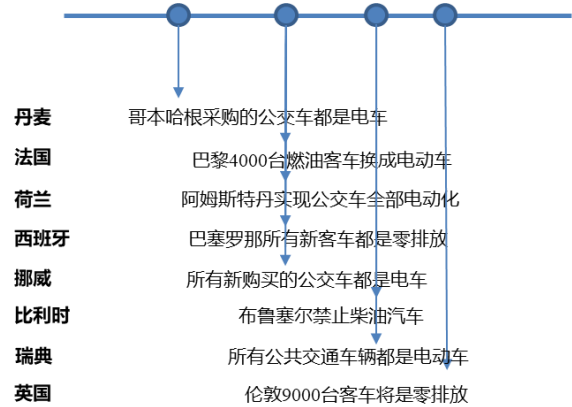 丹麦 哥本哈根采购的公交车都是电车
法国 巴黎4000台燃油客车换成电动车
荷兰 阿姆斯特丹实现公交车全部电动化
西班牙 巴塞罗那所有新客车都是零排放
挪威 所有新购买的公交车都是电车
比利时 布鲁塞尔禁止柴油汽车
瑞典 所有公共交通车辆都是电动车
英国 伦敦9000台客车将是零排放